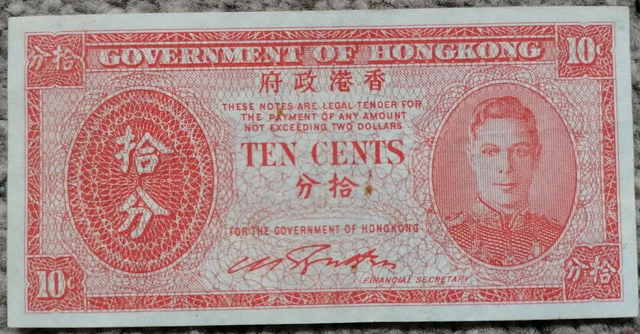 分拾 GOVERNMENT OF HONGKONG 10¢
府政港香
THESE NOTES ARE LEGAL TENDER FOR
THE PAYMENT OF ANY AMOUNT
NOT EXCEEDING TWO DOLLARS
拾分
TEN CENTS
分拾
FOR THE GOVERNMENT OF HONGKONG
FINANCIAL SECRETARY
10¢
分拾